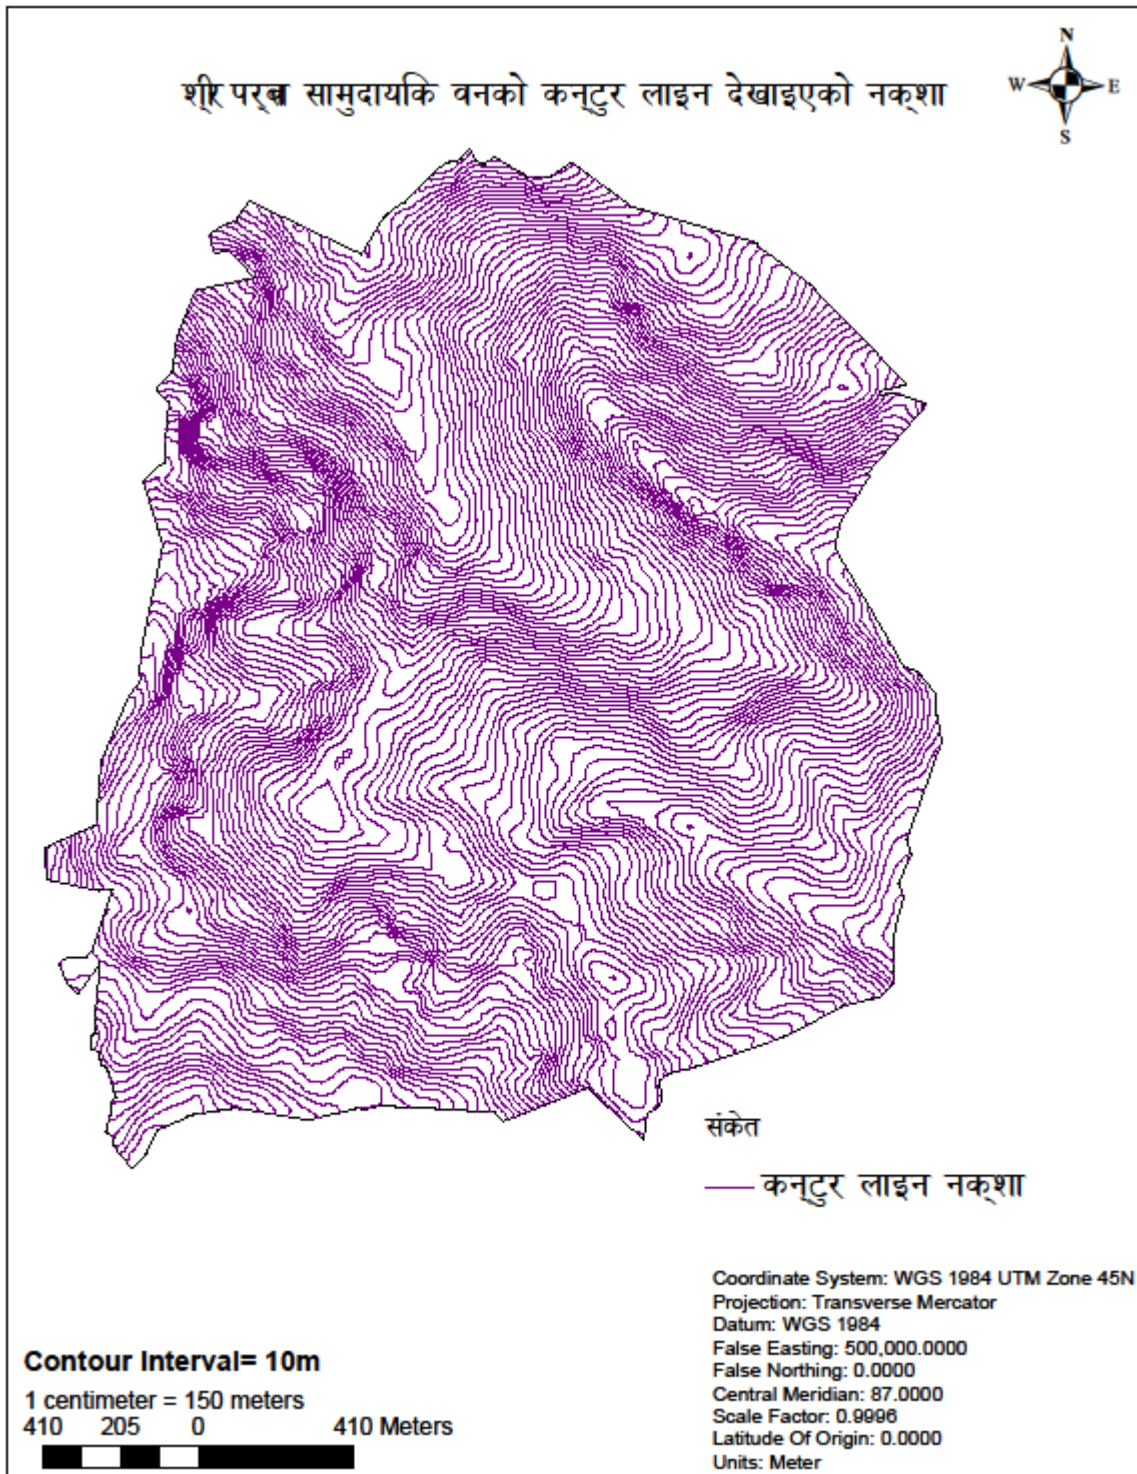 N
W E
S
सामुदायकि वनको कन्टुर लाइन देखाइएको नक्शा
संकेत
कन्टुर लाइन नक्शा
Coordinate System: WGS 1984 UTM Zone 45N
Projection: Transverse Mercator
Datum: WGS 1984
False Easting: 500,000.0000
False Northing: 0.0000
Central Meridian: 87.0000
Scale Factor: 0.9996
Latitude Of Origin: 0.0000
Units: Meter
Contour Interval= 10m
1 centimeter = 150 meters
410 205 0 410 Meters